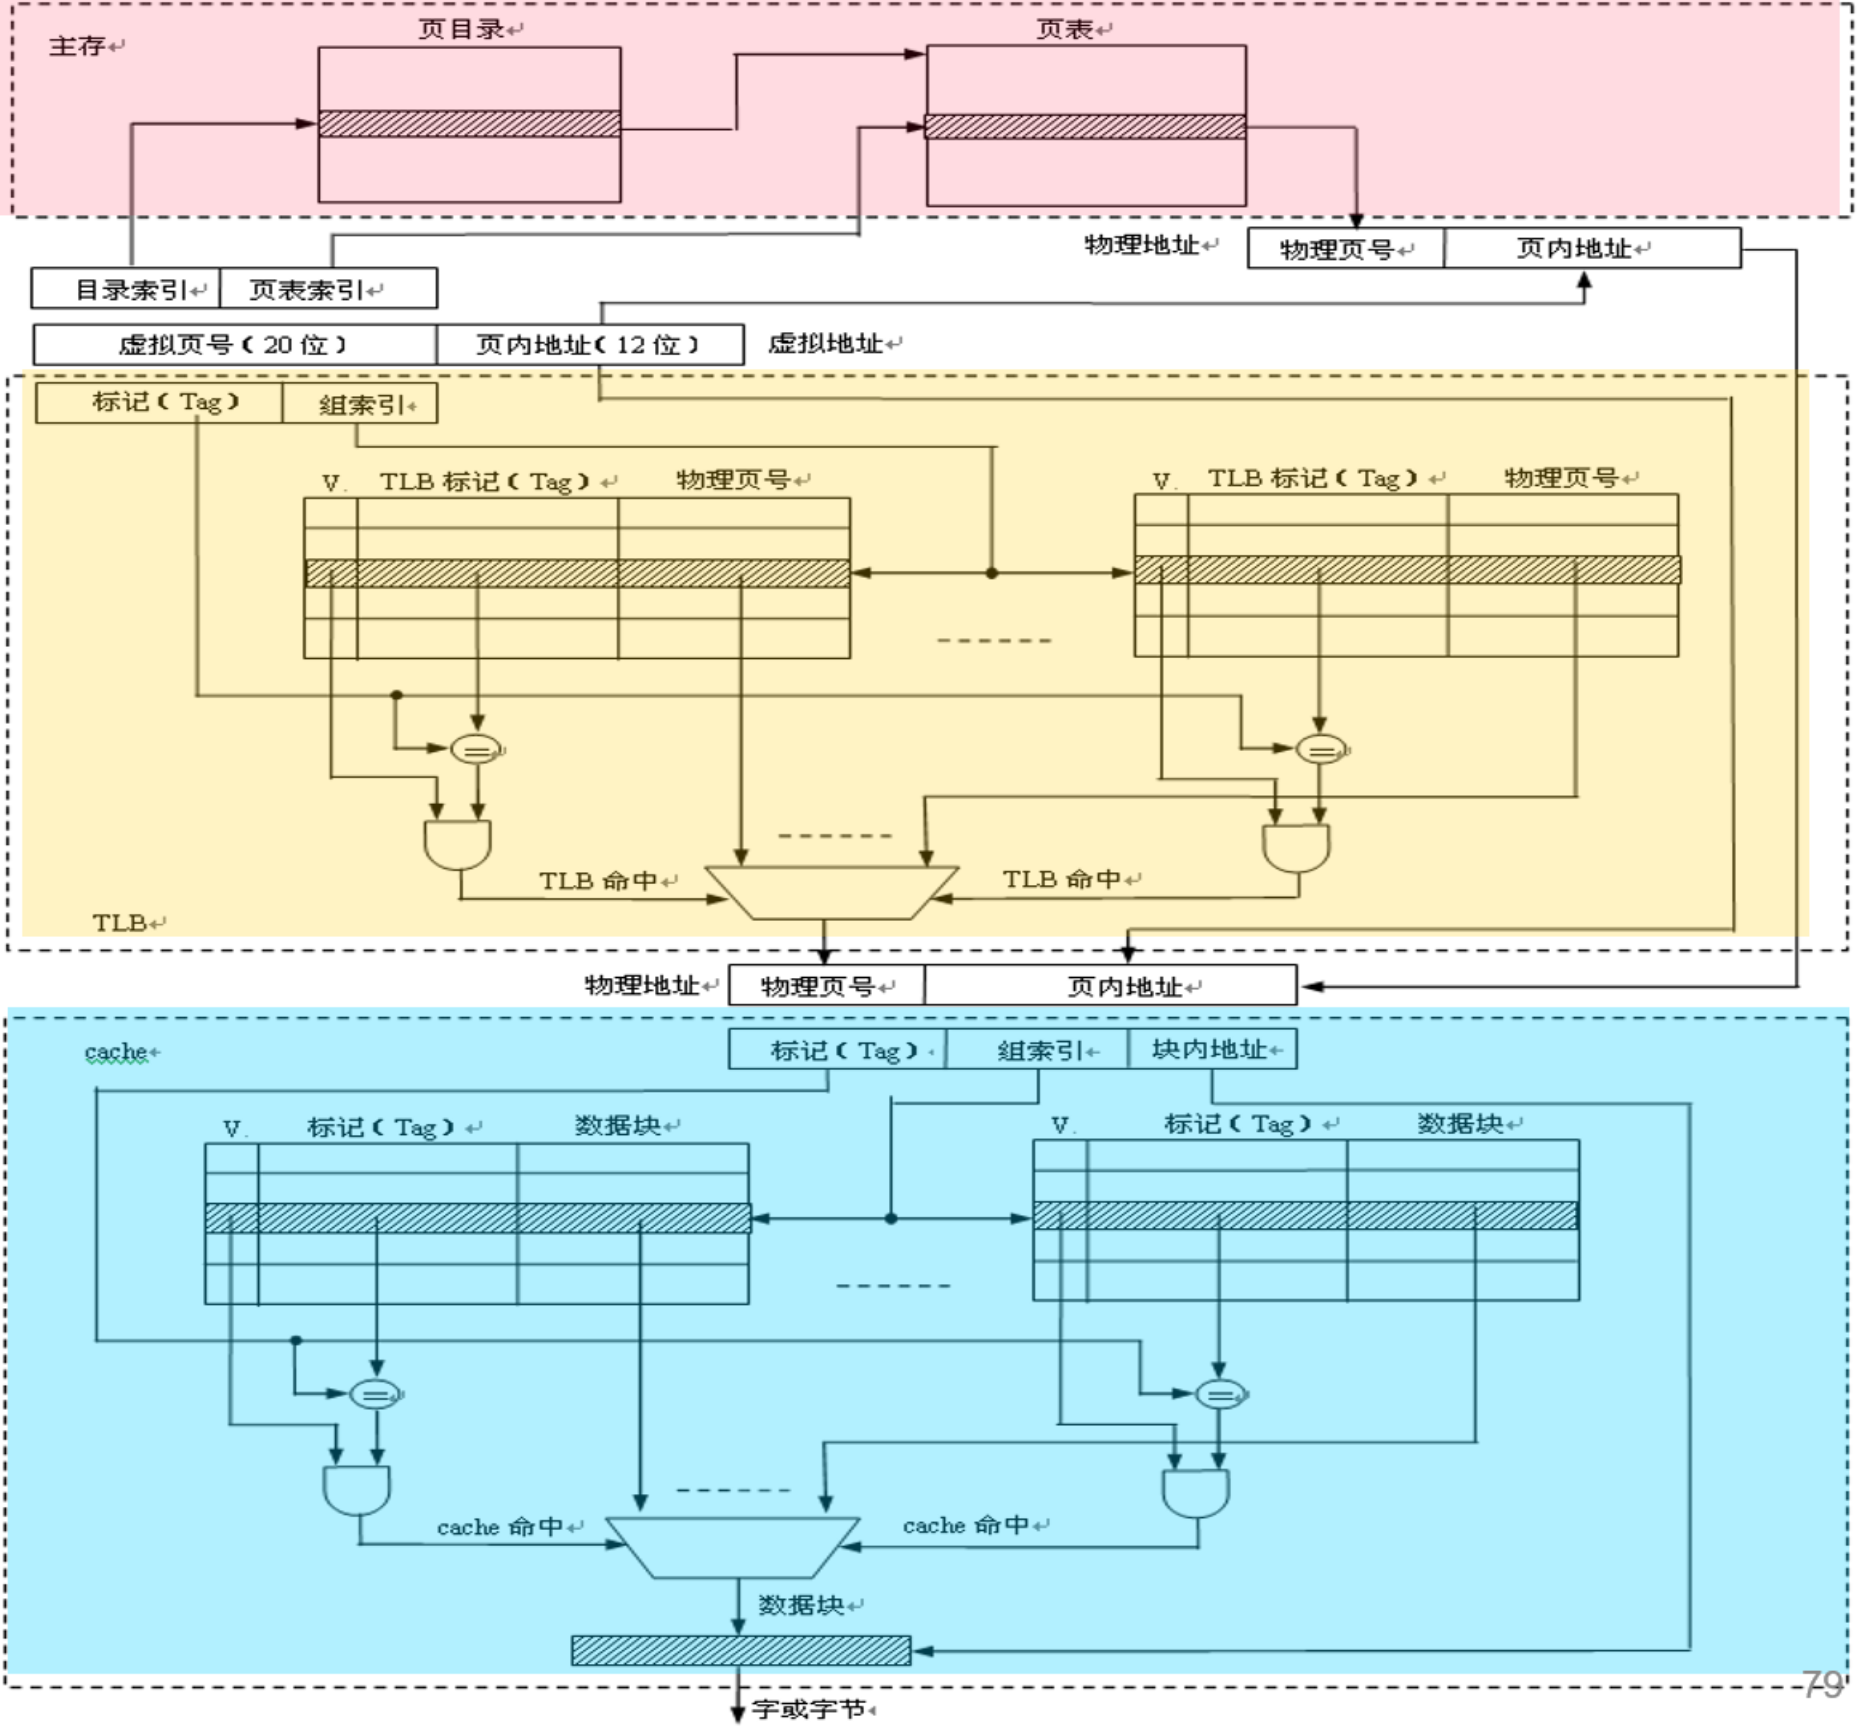 页目录
页表
主存
物理地址 物理页号 页内地址
目录索引 页表索引
虚拟页号（20 位） 页内地址（12 位） 虚拟地址
标记（Tag） 组索引
V TLB 标记（Tag） 物理页号 V TLB 标记（Tag） 物理页号
=
=
TLB 命中 TLB 命中
TLB
物理地址 物理页号 页内地址
cache 标记（Tag） 组索引 块内地址
V 标记（Tag） 数据块 V 标记（Tag） 数据块
=
=
cache 命中 cache 命中
数据块
79
字或字节